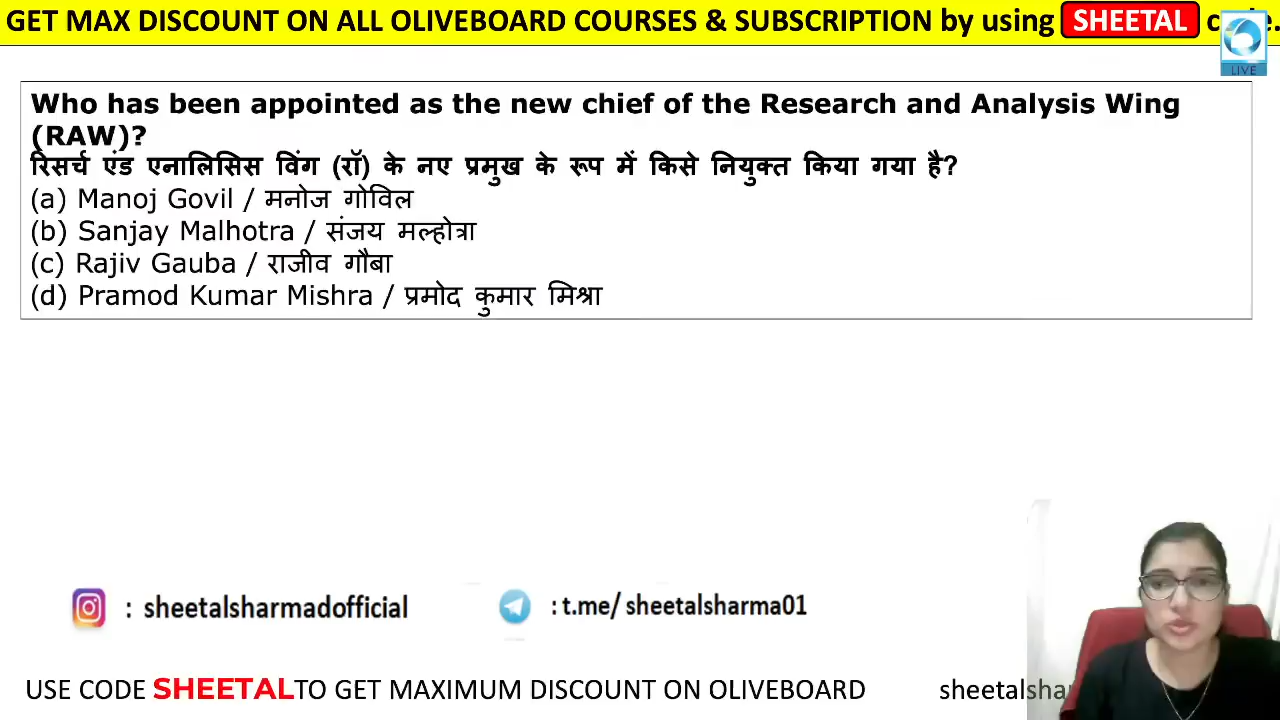 GET MAX DISCOUNT ON ALL OLIVEBOARD COURSES & SUBSCRIPTION by using SHEETAL
LIVE
Who has been appointed as the new chief of the Research and Analysis Wing
(RAW)?
रिसर्च एंड एनालिसिस विंग (रॉ) के नए प्रमुख के रूप में किसे नियुक्त किया गया है?
(a) Manoj Govil / मनोज गोविल
(b) Sanjay Malhotra / संजय मल्होत्रा
(c) Rajiv Gauba / राजीव गौबा
(d) Pramod Kumar Mishra / प्रमोद कुमार मिश्रा
: sheetalsharmadofficial
: t.me/ sheetalsharma01
USE CODE SHEETALTO GET MAXIMUM DISCOUNT ON OLIVEBOARD